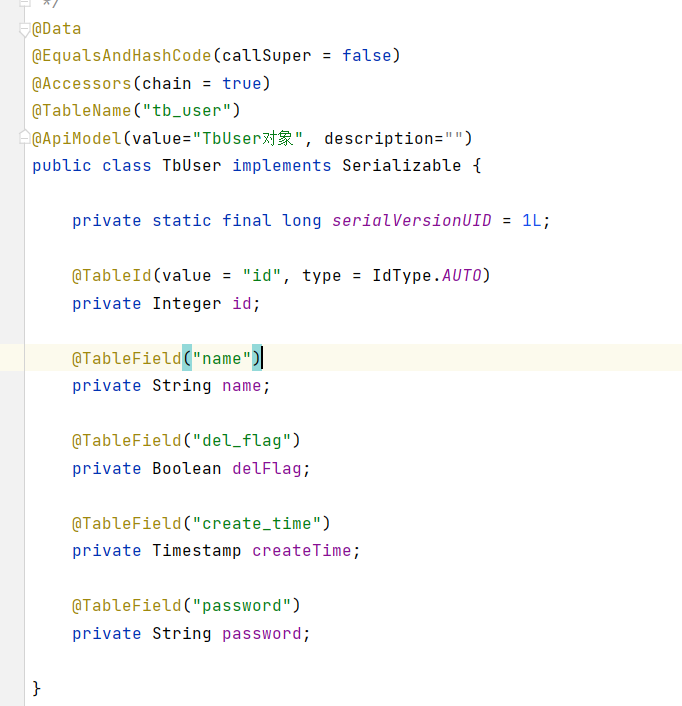 */
@Data
@EqualsAndHashCode(callSuper = false)
@Accessors(chain = true)
@TableName("tb_user")
@ApiModel(value="TbUser对象", description="")
public class TbUser implements Serializable {
private static final long serialVersionUID = 1L;
@TableId(value = "id", type = IdType.AUTO)
private Integer id;
@TableField("name")
private String name;
@TableField("del_flag")
private Boolean delFlag;
@TableField("create_time")
private Timestamp createTime;
@TableField("password")
private String password;
}